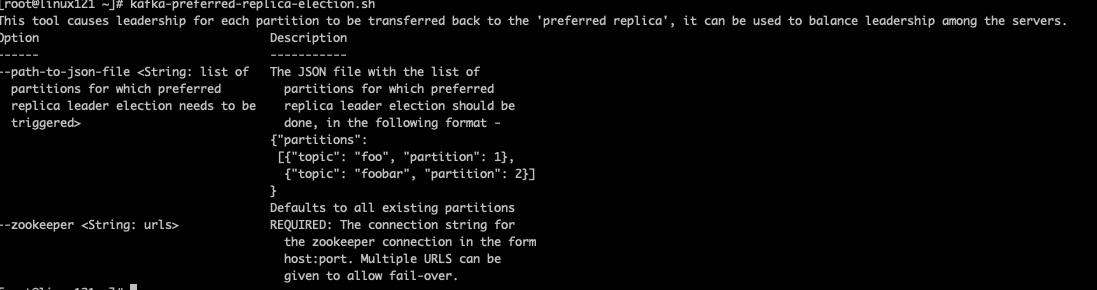 [root@linux121 ~]# kafka-preferred-replica-election.sh
This tool causes leadership for each partition to be transferred back to the 'preferred replica', it can be used to balance leadership among the servers.
Option Description
------ -----------
--path-to-json-file <String: list of The JSON file with the list of
partitions for which preferred partitions for which preferred
replica leader election needs to be replica leader election should be
triggered> done, in the following format -
{"partitions":
[{"topic": "foo", "partition": 1},
{"topic": "foobar", "partition": 2}]
}
Defaults to all existing partitions
--zookeeper <String: urls> REQUIRED: The connection string for
the zookeeper connection in the form
host:port. Multiple URLS can be
given to allow fail-over.